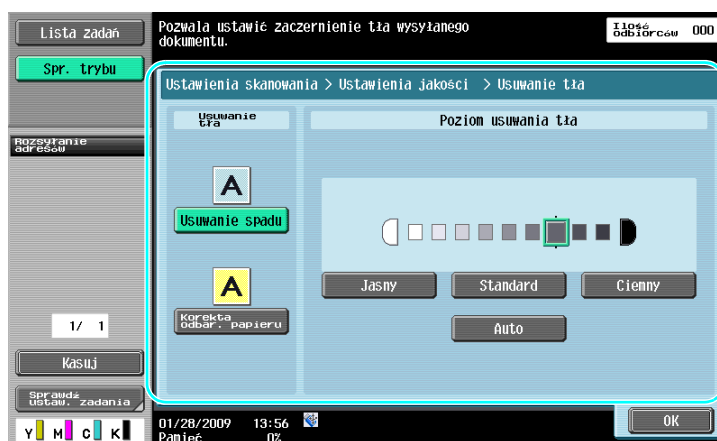 Lista zadań
Pozwala ustawić zaczernienie tła wysyłanego
dokumentu.
Ilość
odbiorców 000
Spr. trybu
Ustawienia skanowania > Ustawienia jakości > Usuwanie tła
Usuwanie
tła
Poziom usuwania tła
Rozsyłanie
adresów
A
Usuwanie spadu
Jasny
Standard
Ciemny
A
Korekta
odbar. papieru
Auto
1/ 1
Kasuj
Sprawdź
ustaw. zadania
Y M C K
01/28/2009 13:56
Pamięć 0%
OK